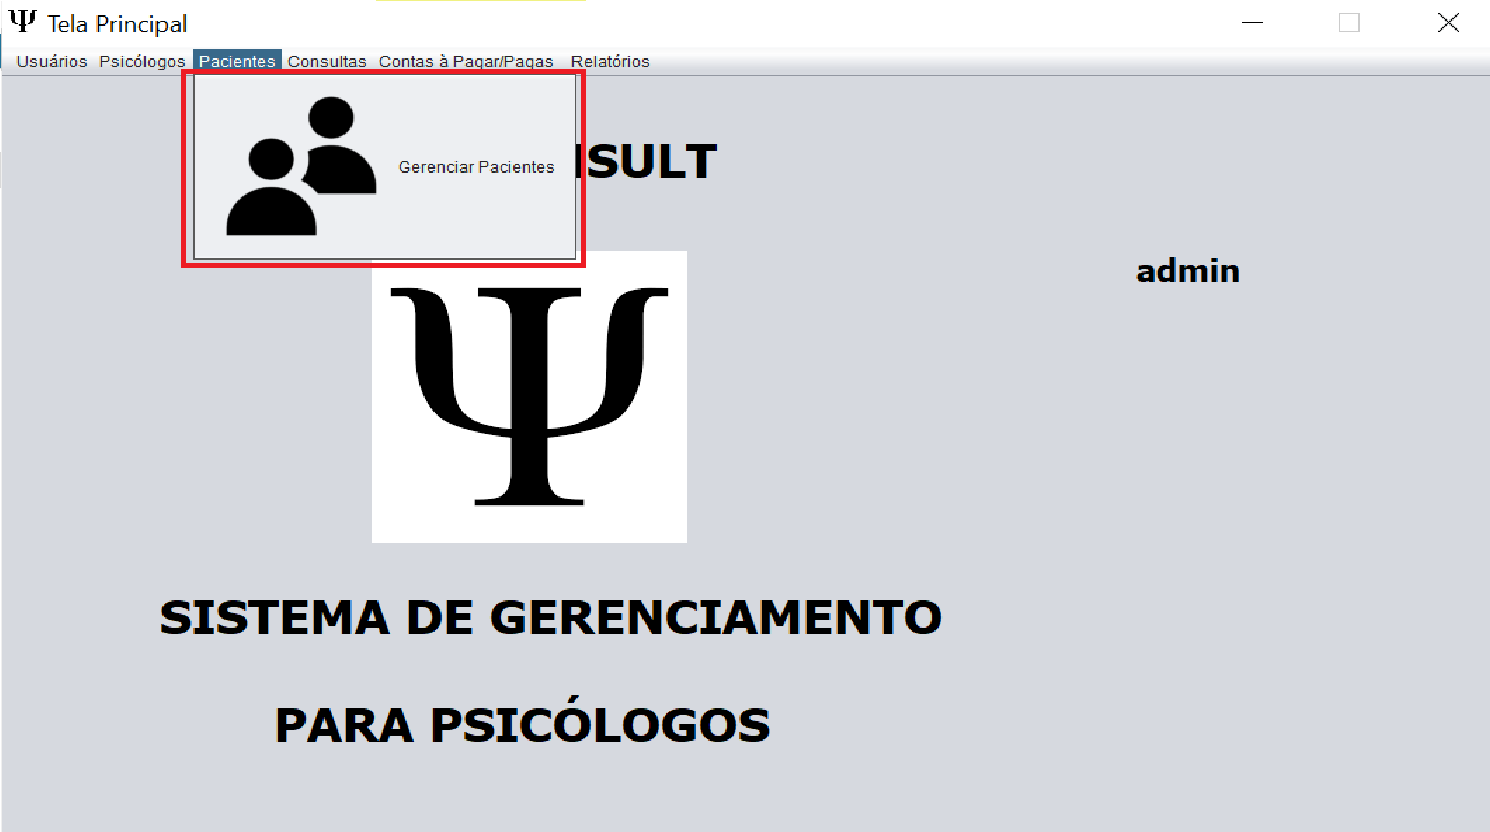 Ψ Tela Principal
Usuários Psicólogos Pacientes Consultas Contas à Pagar/Pagas Relatórios
Gerenciar Pacientes
SULT
admin
Ψ
SISTEMA DE GERENCIAMENTO
PARA PSICÓLOGOS